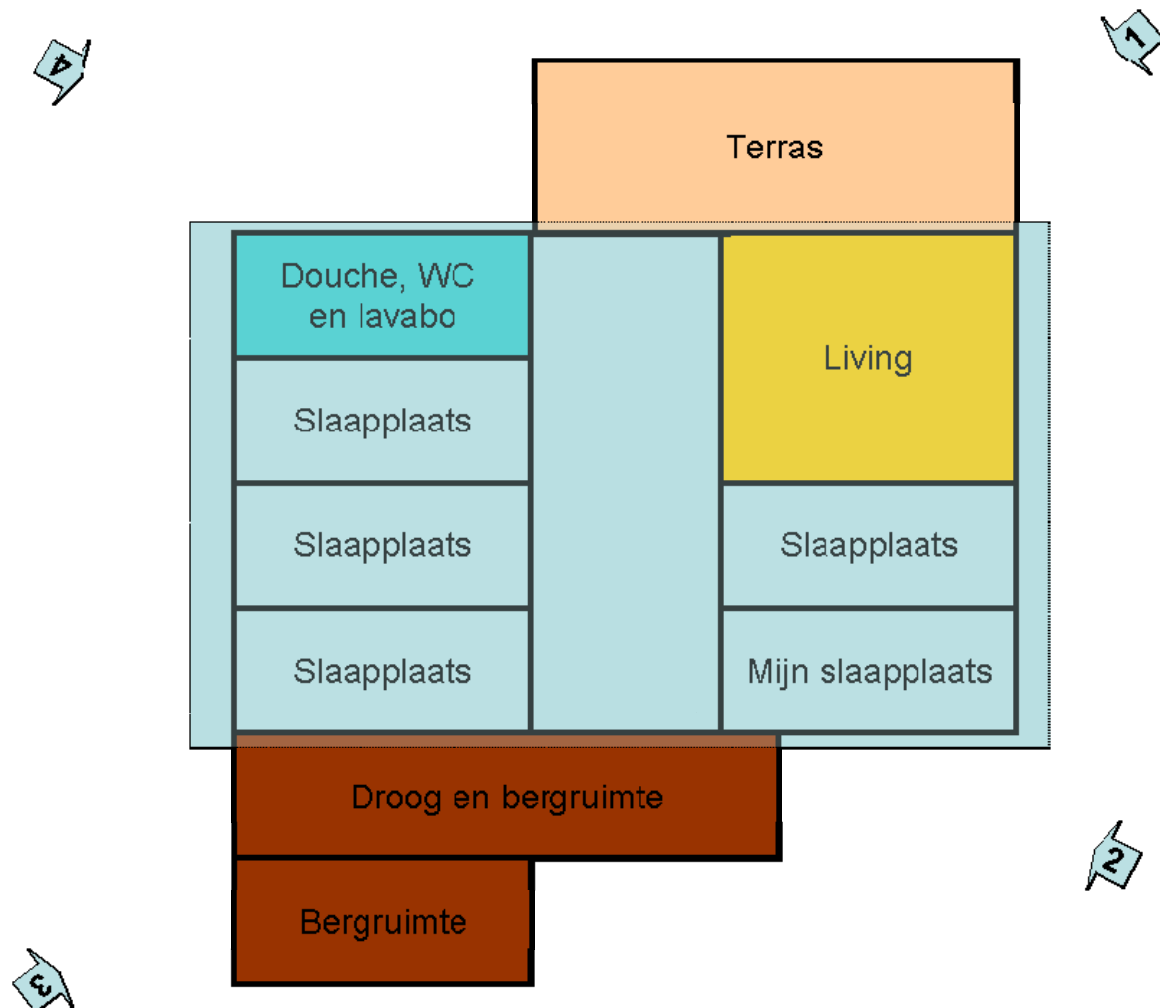 4
1
Terras
Douche, WC
en lavabo
Living
Slaapplaats
Slaapplaats
Slaapplaats
Slaapplaats
Mijn slaapplaats
Droog en bergruimte
2
Bergruimte
3